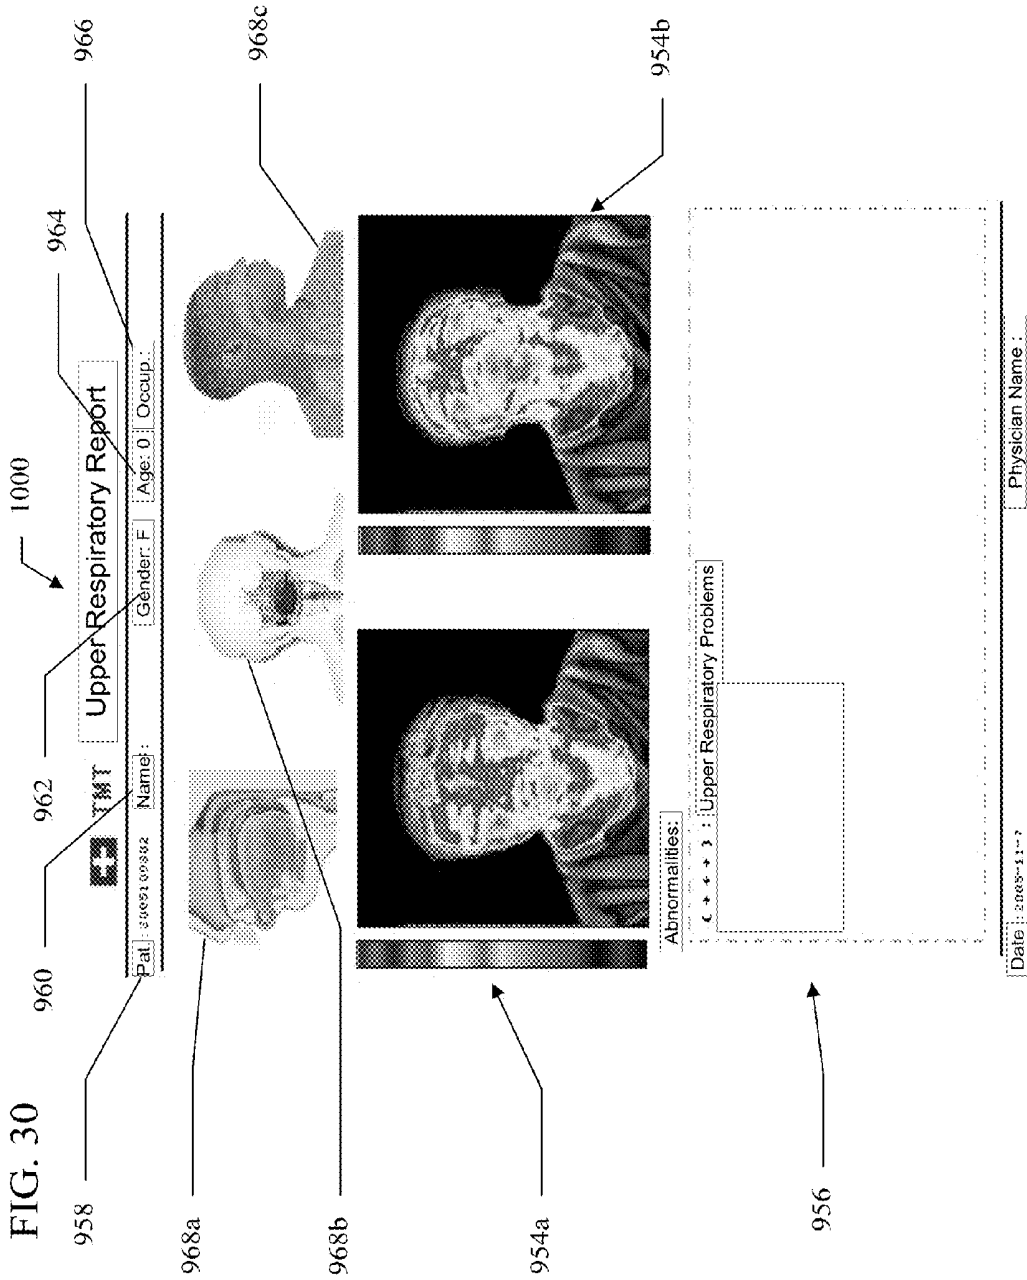 FIG. 30
1000
962
964
966
TMT
Upper Respiratory Report
960
958
Pat :
Name :
Gender: F
Age: 0
Occup.:
968a
968b
968c
954a
954b
Abnormalities:
: Upper Respiratory Problems
956
Physician Name :
Date :